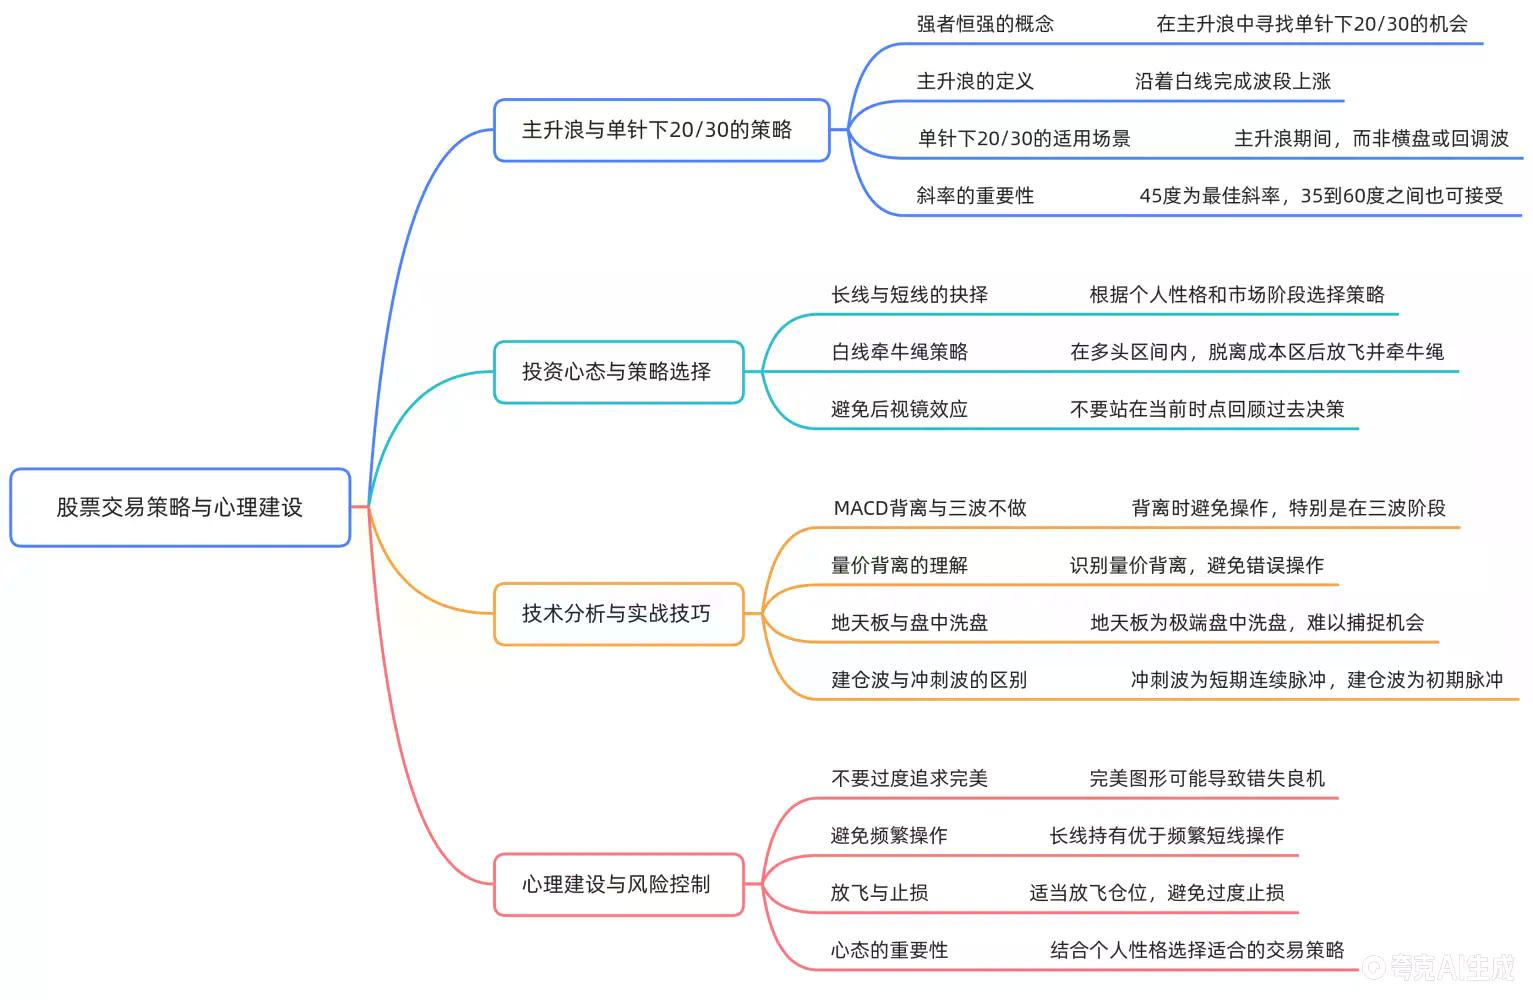 股票交易策略与心理建设
主升浪与单针下20/30的策略
强者恒强的概念 在主升浪中寻找单针下20/30的机会
主升浪的定义 沿着白线完成波段上涨
单针下20/30的适用场景 主升浪期间，而非横盘或回调波
斜率的重要性 45度为最佳斜率，35到60度之间也可接受
投资心态与策略选择
长线与短线的抉择 根据个人性格和市场阶段选择策略
白线牵牛绳策略 在多头区间内，脱离成本区后放飞并牵牛绳
避免后视镜效应 不要站在当前时点回顾过去决策
技术分析与实战技巧
MACD背离与三波不做 背离时避免操作，特别是在三波阶段
量价背离的理解 识别量价背离，避免错误操作
地天板与盘中洗盘 地天板为极端盘中洗盘，难以捕捉机会
建仓波与冲刺波的区别 冲刺波为短期连续脉冲，建仓波为初期脉冲
心理建设与风险控制
不要过度追求完美 完美图形可能导致错失良机
避免频繁操作 长线持有优于频繁短线操作
放飞与止损 适当放飞仓位，避免过度止损
心态的重要性 结合个人性格选择适合的交易策略
夸克AI生成